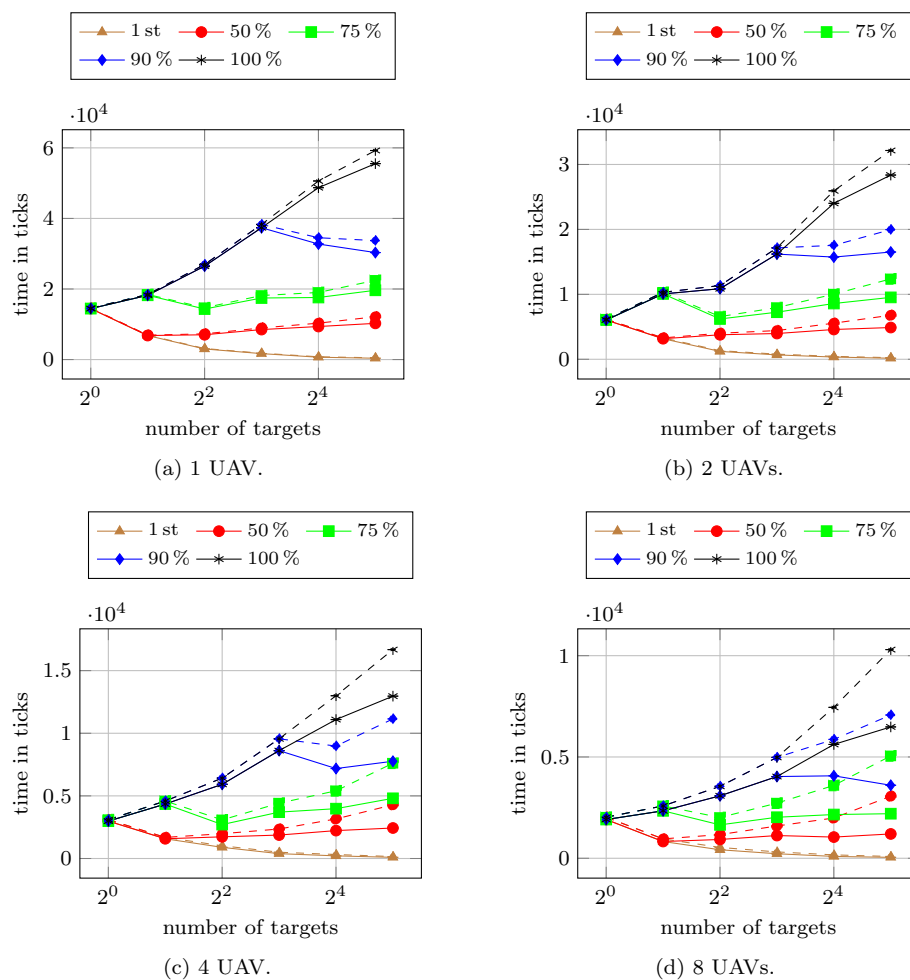 1 st 50 % 75 %
90 % 100 %
·10^4
6
4
2
0
time in ticks
2^0 2^2 2^4
number of targets
(a) 1 UAV.
1 st 50 % 75 %
90 % 100 %
·10^4
3
2
1
0
time in ticks
2^0 2^2 2^4
number of targets
(b) 2 UAVs.
1 st 50 % 75 %
90 % 100 %
·10^4
1.5
1
0.5
0
time in ticks
2^0 2^2 2^4
number of targets
(c) 4 UAV.
1 st 50 % 75 %
90 % 100 %
·10^4
1
0.5
0
time in ticks
2^0 2^2 2^4
number of targets
(d) 8 UAVs.